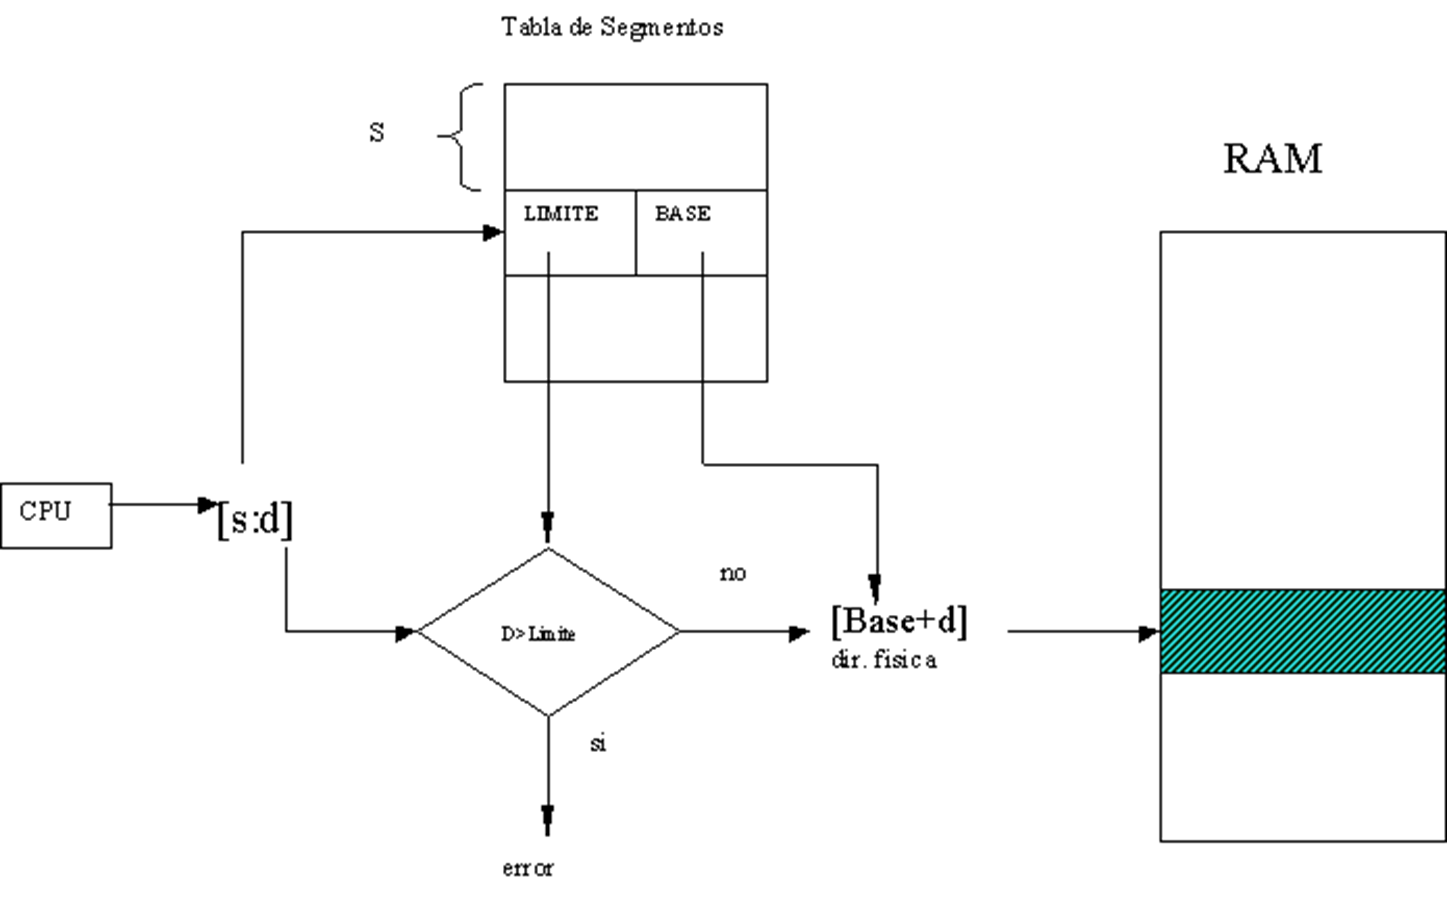 Tabla de Segmentos
S
RAM
LIMITE
BASE
CPU
[s:d]
no
D>Limite
[Base+d]
dir. fisica
si
error